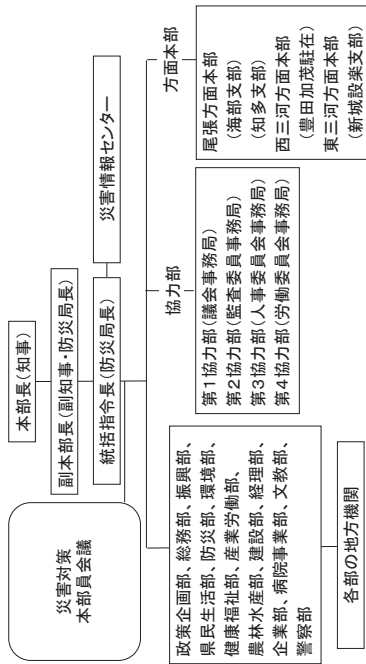 本部長(知事)
副本部長(副知事・防災局長)
統括指令長(防災局長)
災害情報センター
災害対策
本部員会議
政策企画部、総務部、振興部、
県民生活部、防災部、環境部、
健康福祉部、産業労働部、
農林水産部、建設部、経理部、
企業部、病院事業部、文教部、
警察部
各部の地方機関
協力部
第1協力部(議会事務局)
第2協力部(監査委員事務局)
第3協力部(人事委員会事務局)
第4協力部(労働委員会事務局)
方面本部
尾張方面本部
(海部支部)
(知多支部)
西三河方面本部
(豊田加茂駐在)
東三河方面本部
(新城設楽支部)